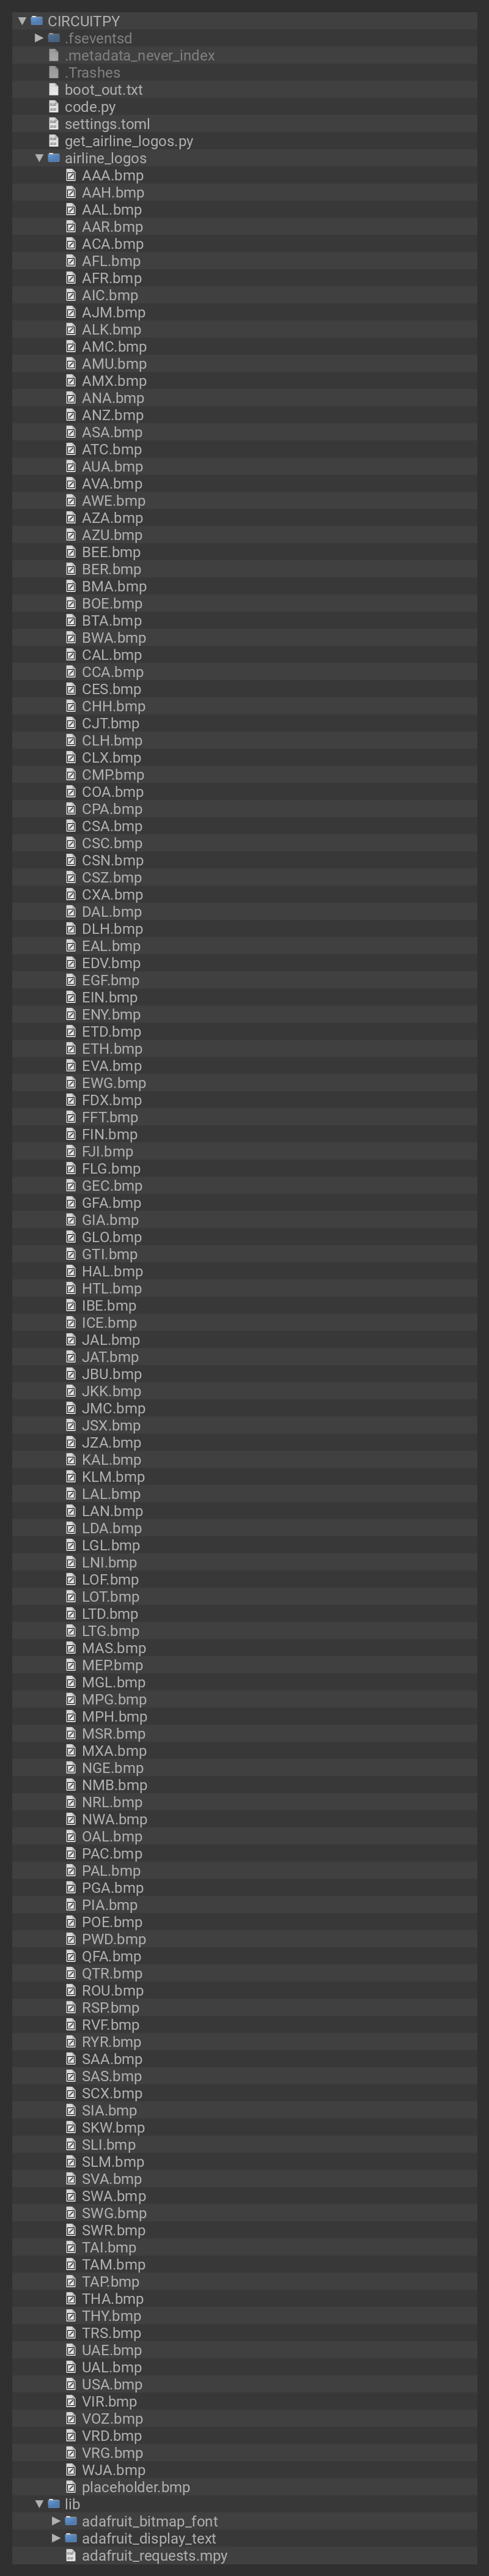 CIRCUITPY
.fseventsd
.metadata_never_index
.Trashes
boot_out.txt
code.py
settings.toml
get_airline_logos.py
airline_logos
AAA.bmp
AAH.bmp
AAL.bmp
AAR.bmp
ACA.bmp
AFL.bmp
AFR.bmp
AIC.bmp
AJM.bmp
ALK.bmp
AMC.bmp
AMU.bmp
AMX.bmp
ANA.bmp
ANZ.bmp
ASA.bmp
ATC.bmp
AUA.bmp
AVA.bmp
AWE.bmp
AZA.bmp
AZU.bmp
BEE.bmp
BER.bmp
BMA.bmp
BOE.bmp
BTA.bmp
BWA.bmp
CAL.bmp
CCA.bmp
CES.bmp
CHH.bmp
CJT.bmp
CLH.bmp
CLX.bmp
CMP.bmp
COA.bmp
CPA.bmp
CSA.bmp
CSC.bmp
CSN.bmp
CSZ.bmp
CXA.bmp
DAL.bmp
DLH.bmp
EAL.bmp
EDV.bmp
EGF.bmp
EIN.bmp
ENY.bmp
ETD.bmp
ETH.bmp
EVA.bmp
EWG.bmp
FDX.bmp
FFT.bmp
FIN.bmp
FJI.bmp
FLG.bmp
GEC.bmp
GFA.bmp
GIA.bmp
GLO.bmp
GTI.bmp
HAL.bmp
HTL.bmp
IBE.bmp
ICE.bmp
JAL.bmp
JAT.bmp
JBU.bmp
JKK.bmp
JMC.bmp
JSX.bmp
JZA.bmp
KAL.bmp
KLM.bmp
LAL.bmp
LAN.bmp
LDA.bmp
LGL.bmp
LNI.bmp
LOF.bmp
LOT.bmp
LTD.bmp
LTG.bmp
MAS.bmp
MEP.bmp
MGL.bmp
MPG.bmp
MPH.bmp
MSR.bmp
MXA.bmp
NGE.bmp
NMB.bmp
NRL.bmp
NWA.bmp
OAL.bmp
PAC.bmp
PAL.bmp
PGA.bmp
PIA.bmp
POE.bmp
PWD.bmp
QFA.bmp
QTR.bmp
ROU.bmp
RSP.bmp
RVF.bmp
RYR.bmp
SAA.bmp
SAS.bmp
SCX.bmp
SIA.bmp
SKW.bmp
SLI.bmp
SLM.bmp
SVA.bmp
SWA.bmp
SWG.bmp
SWR.bmp
TAI.bmp
TAM.bmp
TAP.bmp
THA.bmp
THY.bmp
TRS.bmp
UAE.bmp
UAL.bmp
USA.bmp
VIR.bmp
VOZ.bmp
VRD.bmp
VRG.bmp
WJA.bmp
placeholder.bmp
lib
adafruit_bitmap_font
adafruit_display_text
adafruit_requests.mpy